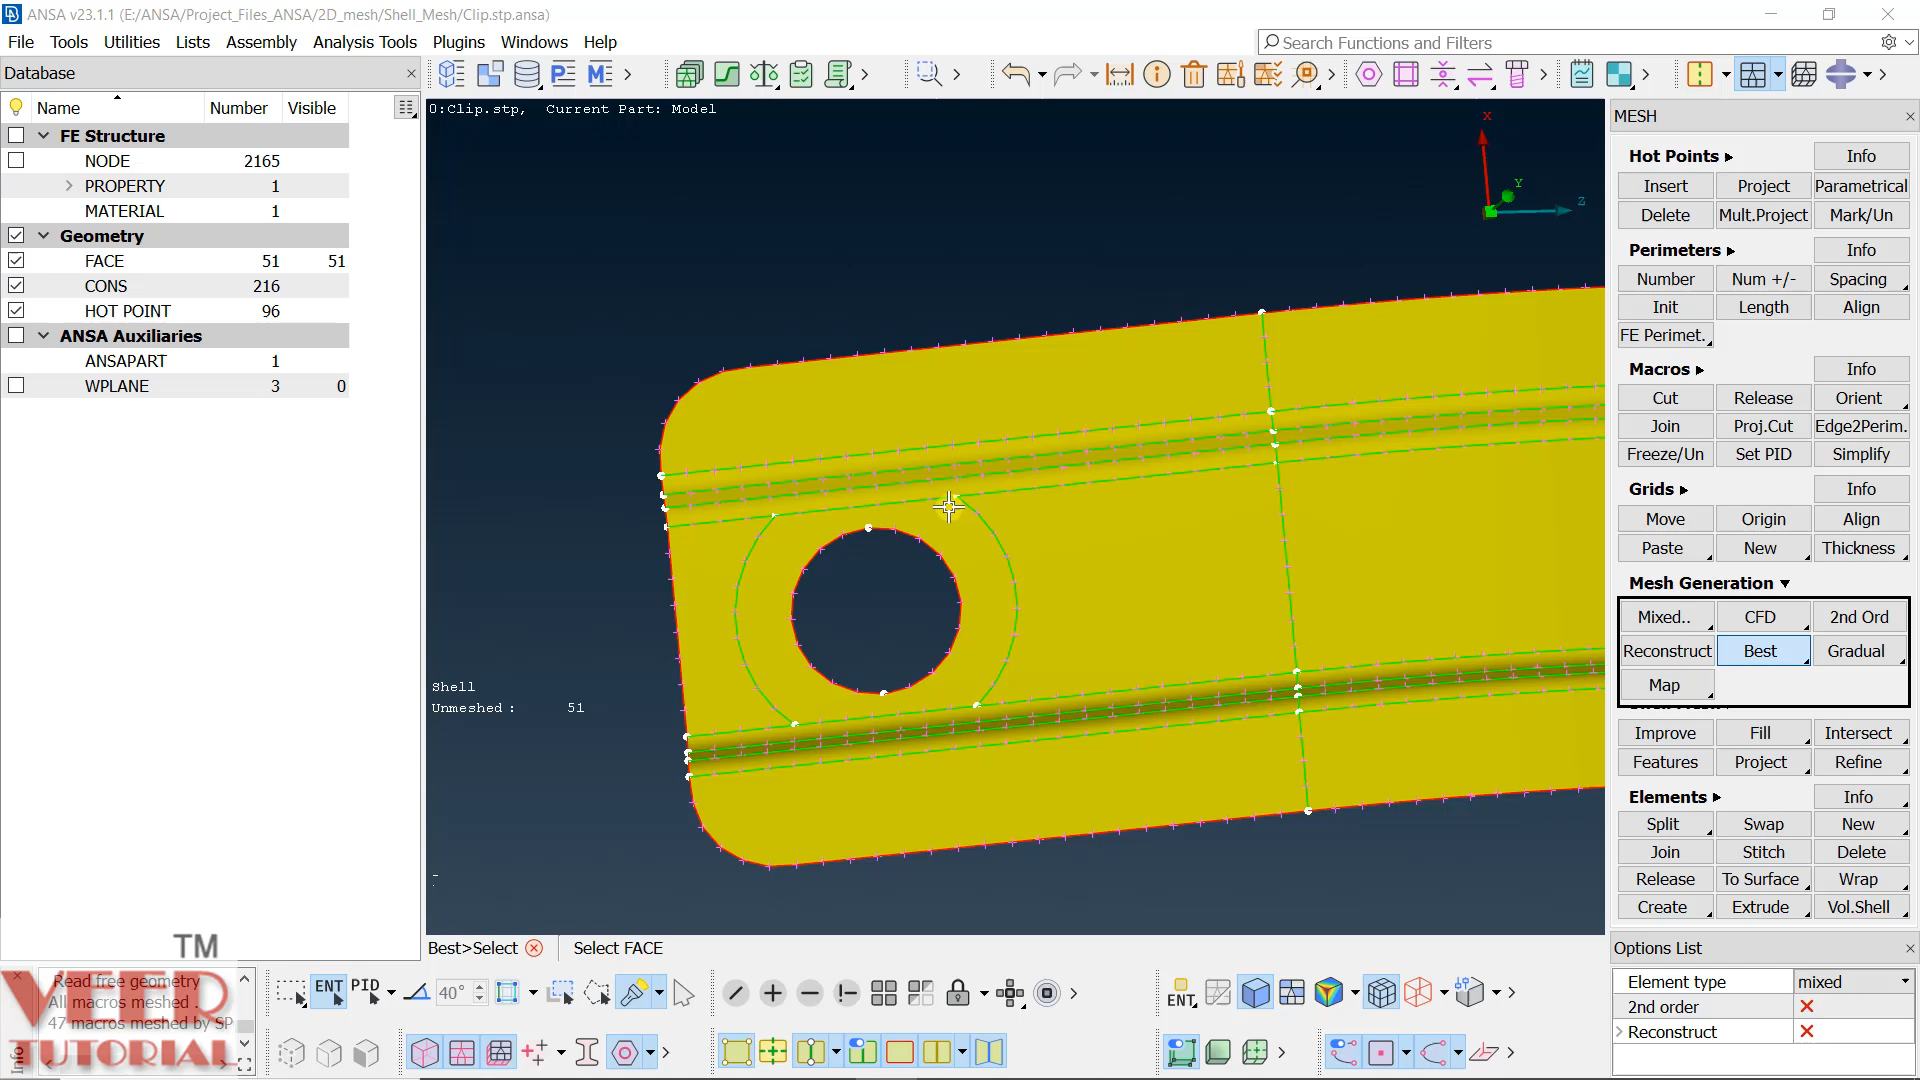 ANSA v23.1.1 (E:/ANSA/Project_Files_ANSA/2D_mesh/Shell_Mesh/Clip.stp.ansa)
File Tools Utilities Lists Assembly Analysis Tools Plugins Windows Help
Search Functions and Filters
Database
Name Number Visible
FE Structure
NODE 2165
PROPERTY 1
MATERIAL 1
Geometry
FACE 51 51
CONS 216
HOT POINT 96
ANSA Auxiliaries
ANSAPART 1
WPLANE 3 0
0:Clip.stp, Current Part: Model
X
Y
Z
Shell
Unmeshed : 51
MESH
Hot Points Info
Insert Project Parametrical
Delete Mult.Project Mark/Un
Perimeters Info
Number Num +/- Spacing
Init Length Align
FE Perimet.
Macros Info
Cut Release Orient
Join Proj.Cut Edge2Perim.
Freeze/Un Set PID Simplify
Grids Info
Move Origin Align
Paste New Thickness
Mesh Generation
Mixed.. CFD 2nd Ord
Reconstruct Best Gradual
Map
Improve Fill Intersect
Features Project Refine
Elements Info
Split Swap New
Join Stitch Delete
Release To Surface Wrap
Create Extrude Vol.Shell
Best>Select Select FACE
Options List
Element type mixed
2nd order
Reconstruct
Read free geometry
All macros meshed .
47 macros meshed by SP
Info
TM
VEER
TUTORIAL
ENT PID 40°
ENT